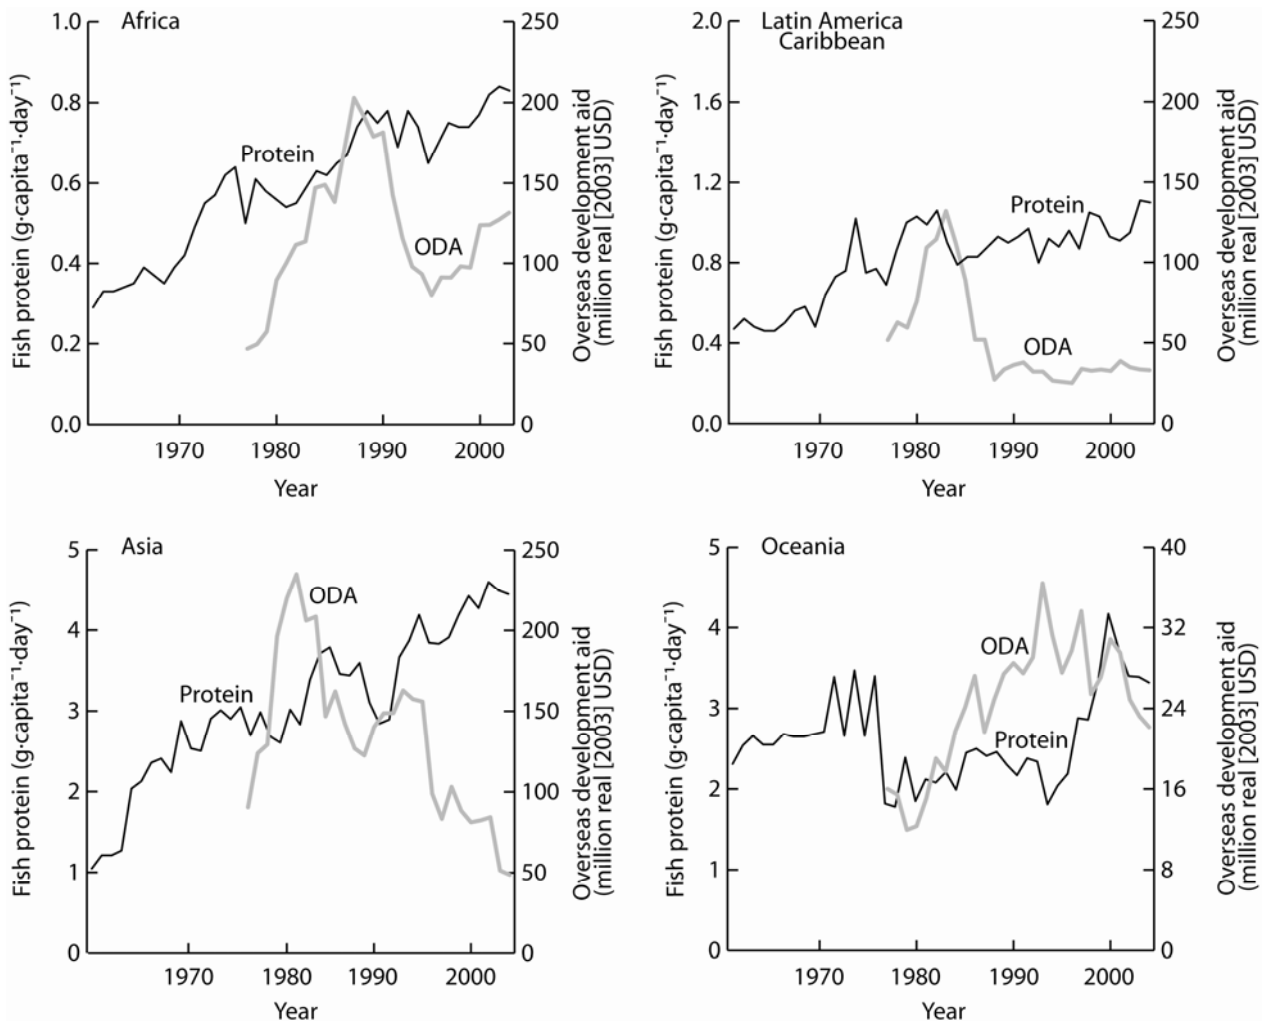 Africa
1.0
0.8
0.6
0.4
0.2
0.0
250
200
150
100
50
0
Protein
ODA
1970
1980
1990
2000
Year
Fish protein (g·capita⁻¹·day⁻¹)
Overseas development aid
(million real [2003] USD)
Latin America
Caribbean
2.0
1.6
1.2
0.8
0.4
0.0
250
200
150
100
50
0
Protein
ODA
1970
1980
1990
2000
Year
Fish protein (g·capita⁻¹·day⁻¹)
Overseas development aid
(million real [2003] USD)
Asia
5
4
3
2
1
0
250
200
150
100
50
0
ODA
Protein
1970
1980
1990
2000
Year
Fish protein (g·capita⁻¹·day⁻¹)
Overseas development aid
(million real [2003] USD)
Oceania
5
4
3
2
1
0
40
32
24
16
8
0
ODA
Protein
1970
1980
1990
2000
Year
Fish protein (g·capita⁻¹·day⁻¹)
Overseas development aid
(million real [2003] USD)